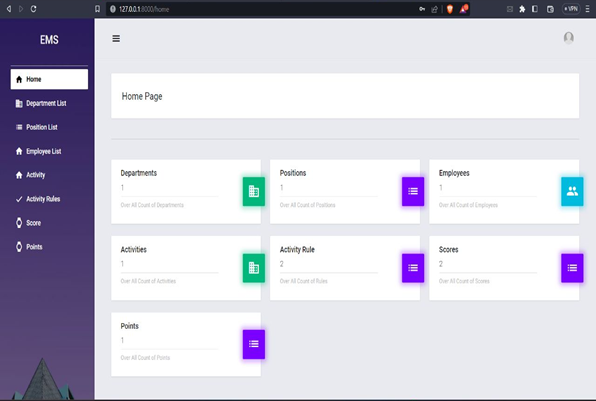 127.0.0.1:8000/home
VPN
EMS
Home
Department List
Position List
Employee List
Activity
Activity Rules
Score
Points
Home Page
Departments
1
Over All Count of Departments
Positions
1
Over All Count of Positions
Employees
1
Over All Count of Employees
Activities
1
Over All Count of Activities
Activity Rule
2
Over All Count of Rules
Scores
2
Over All Count of Scores
Points
1
Over All Count of Points